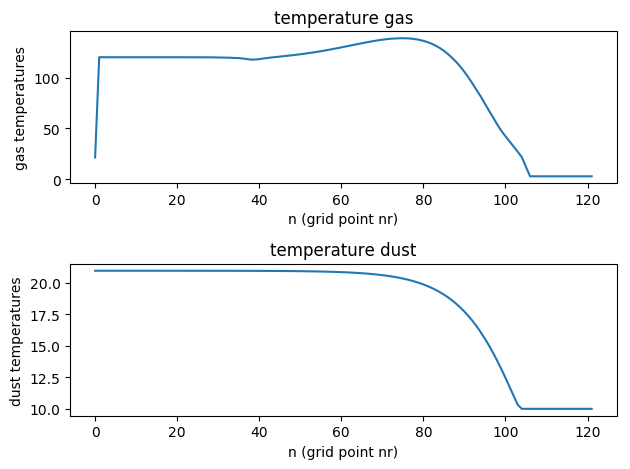 temperature gas
gas temperatures
100
50
0
0 20 40 60 80 100 120
n (grid point nr)
temperature dust
dust temperatures
20.0
17.5
15.0
12.5
10.0
0 20 40 60 80 100 120
n (grid point nr)